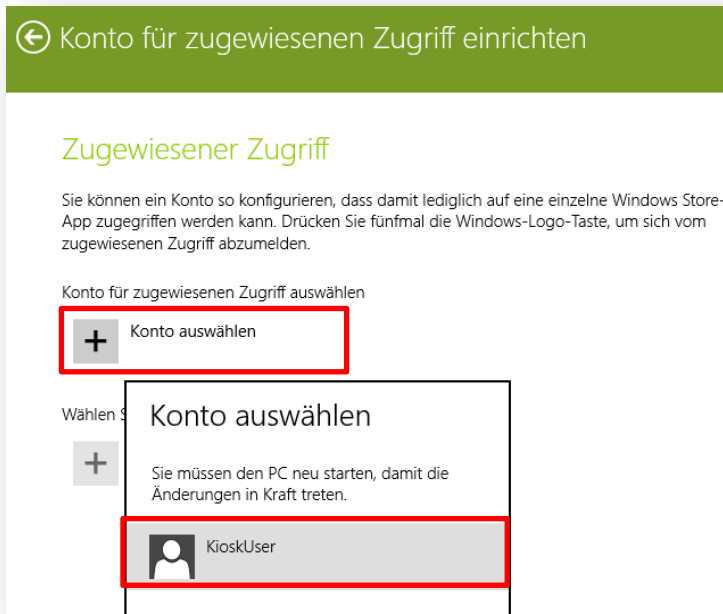 Konto für zugewiesenen Zugriff einrichten
Zugewiesener Zugriff
Sie können ein Konto so konfigurieren, dass damit lediglich auf eine einzelne Windows Store-
App zugegriffen werden kann. Drücken Sie fünfmal die Windows-Logo-Taste, um sich vom
zugewiesenen Zugriff abzumelden.
Konto für zugewiesenen Zugriff auswählen
Konto auswählen
Wählen
Konto auswählen
Sie müssen den PC neu starten, damit die
Änderungen in Kraft treten.
KioskUser